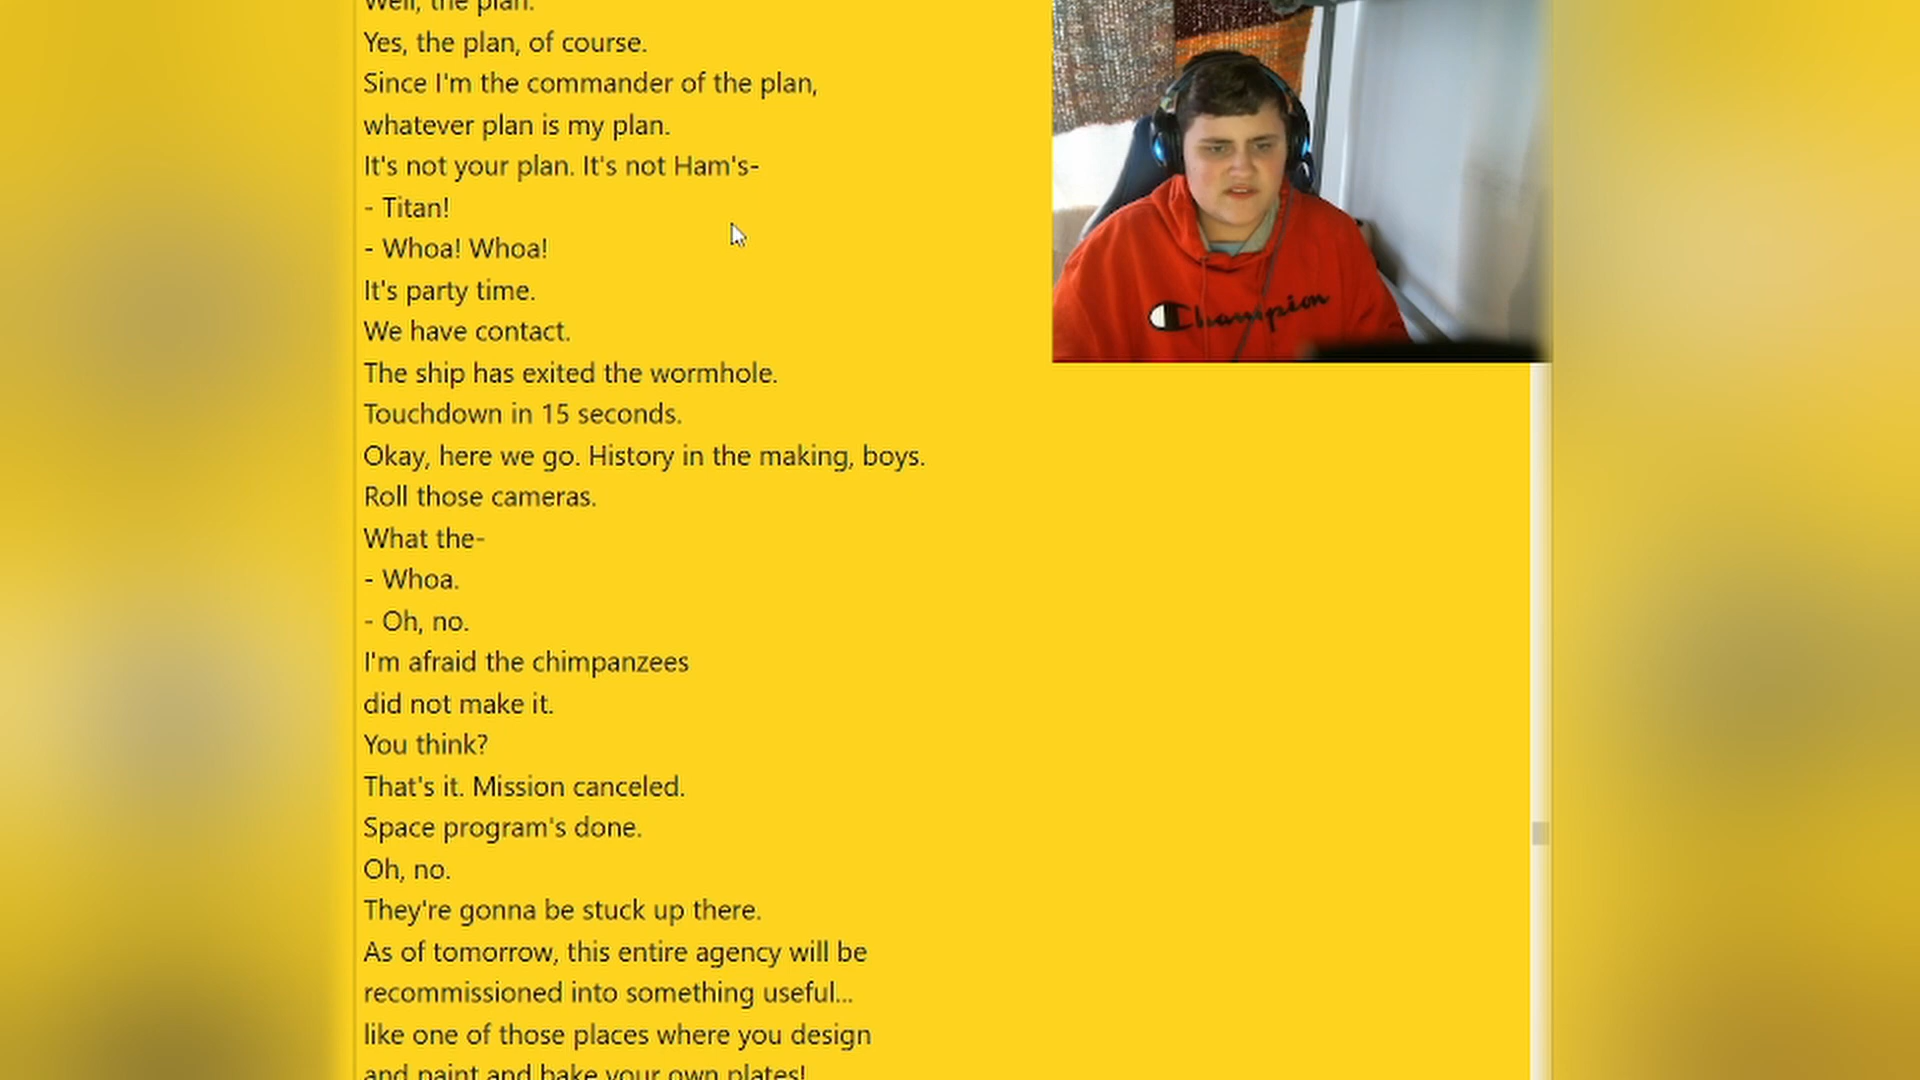 Well, the plan.
Yes, the plan, of course.
Since I'm the commander of the plan,
whatever plan is my plan.
It's not your plan. It's not Ham's-
- Titan!
- Whoa! Whoa!
It's party time.
We have contact.
The ship has exited the wormhole.
Touchdown in 15 seconds.
Okay, here we go. History in the making, boys.
Roll those cameras.
What the-
- Whoa.
- Oh, no.
I'm afraid the chimpanzees
did not make it.
You think?
That's it. Mission canceled.
Space program's done.
Oh, no.
They're gonna be stuck up there.
As of tomorrow, this entire agency will be
recommissioned into something useful...
like one of those places where you design
and paint and bake your own plates!
Champion